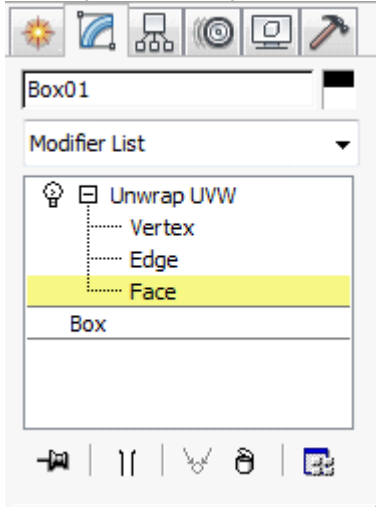 Box01
Modifier List
Unwrap UVW
Vertex
Edge
Face
Box